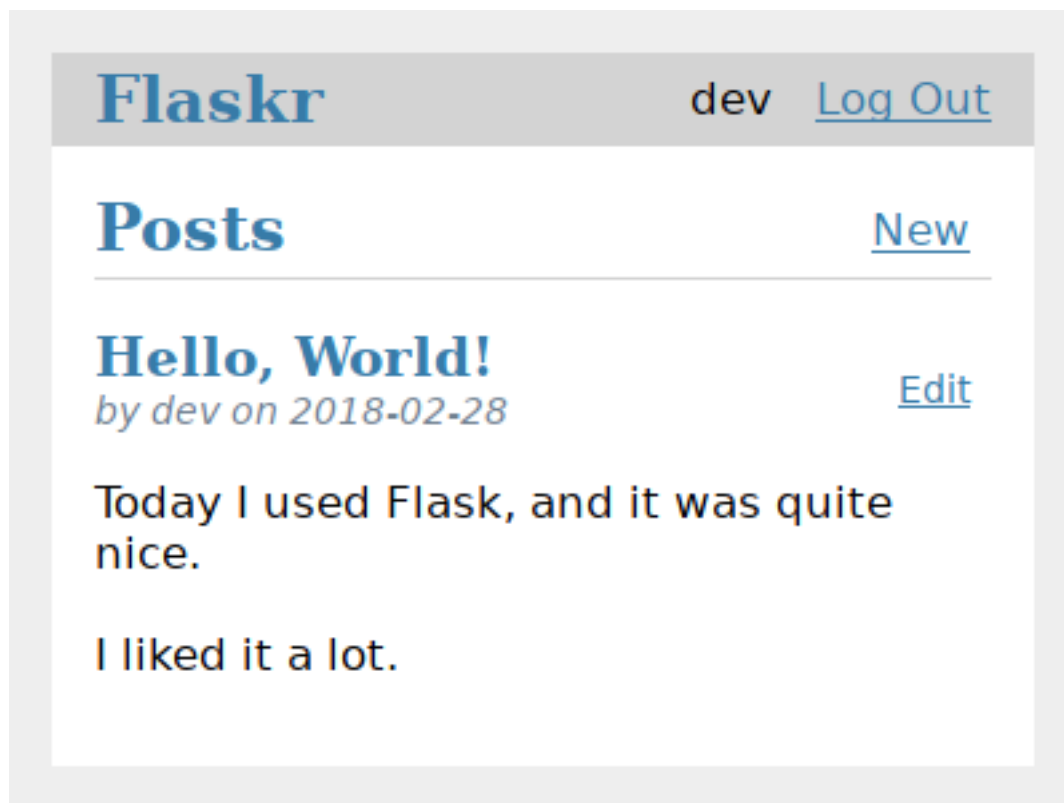 Flaskr dev Log Out
Posts New
Hello, World!
by dev on 2018-02-28 Edit
Today I used Flask, and it was quite
nice.
I liked it a lot.